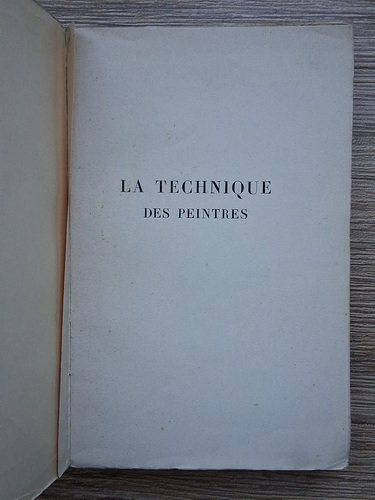 LA TECHNIQUE
DES PEINTRES